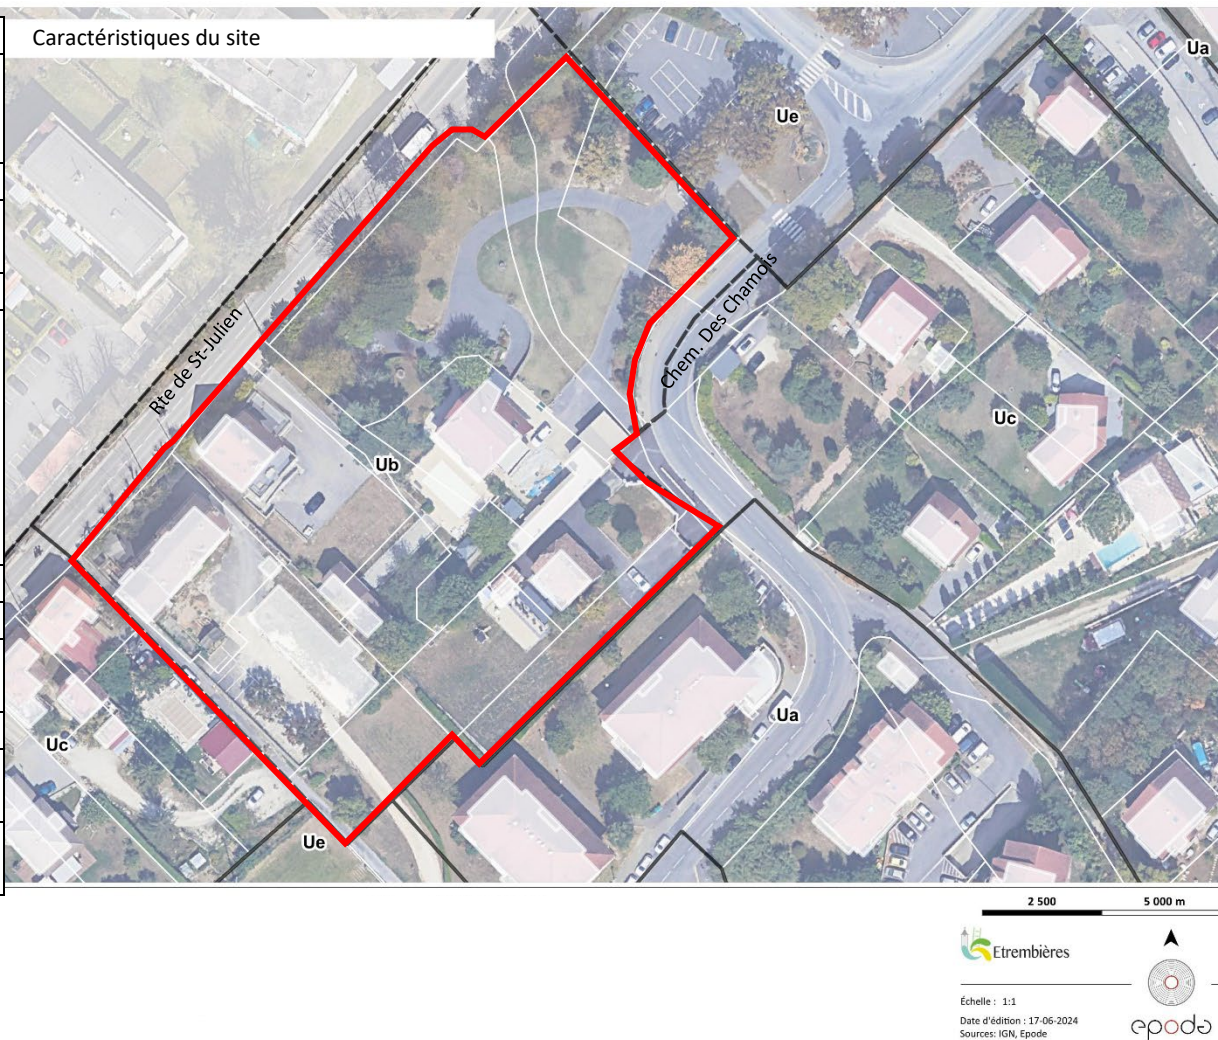 Caractéristiques du site
Ua
Ue
Rte de St-Julien
Chem. Des Chamois
Uc
Ub
Ua
Uc
Ue
2 500
5 000 m
Etrembières
Échelle : 1:1
Date d'édition : 17-06-2024
Sources: IGN, Epode
epode